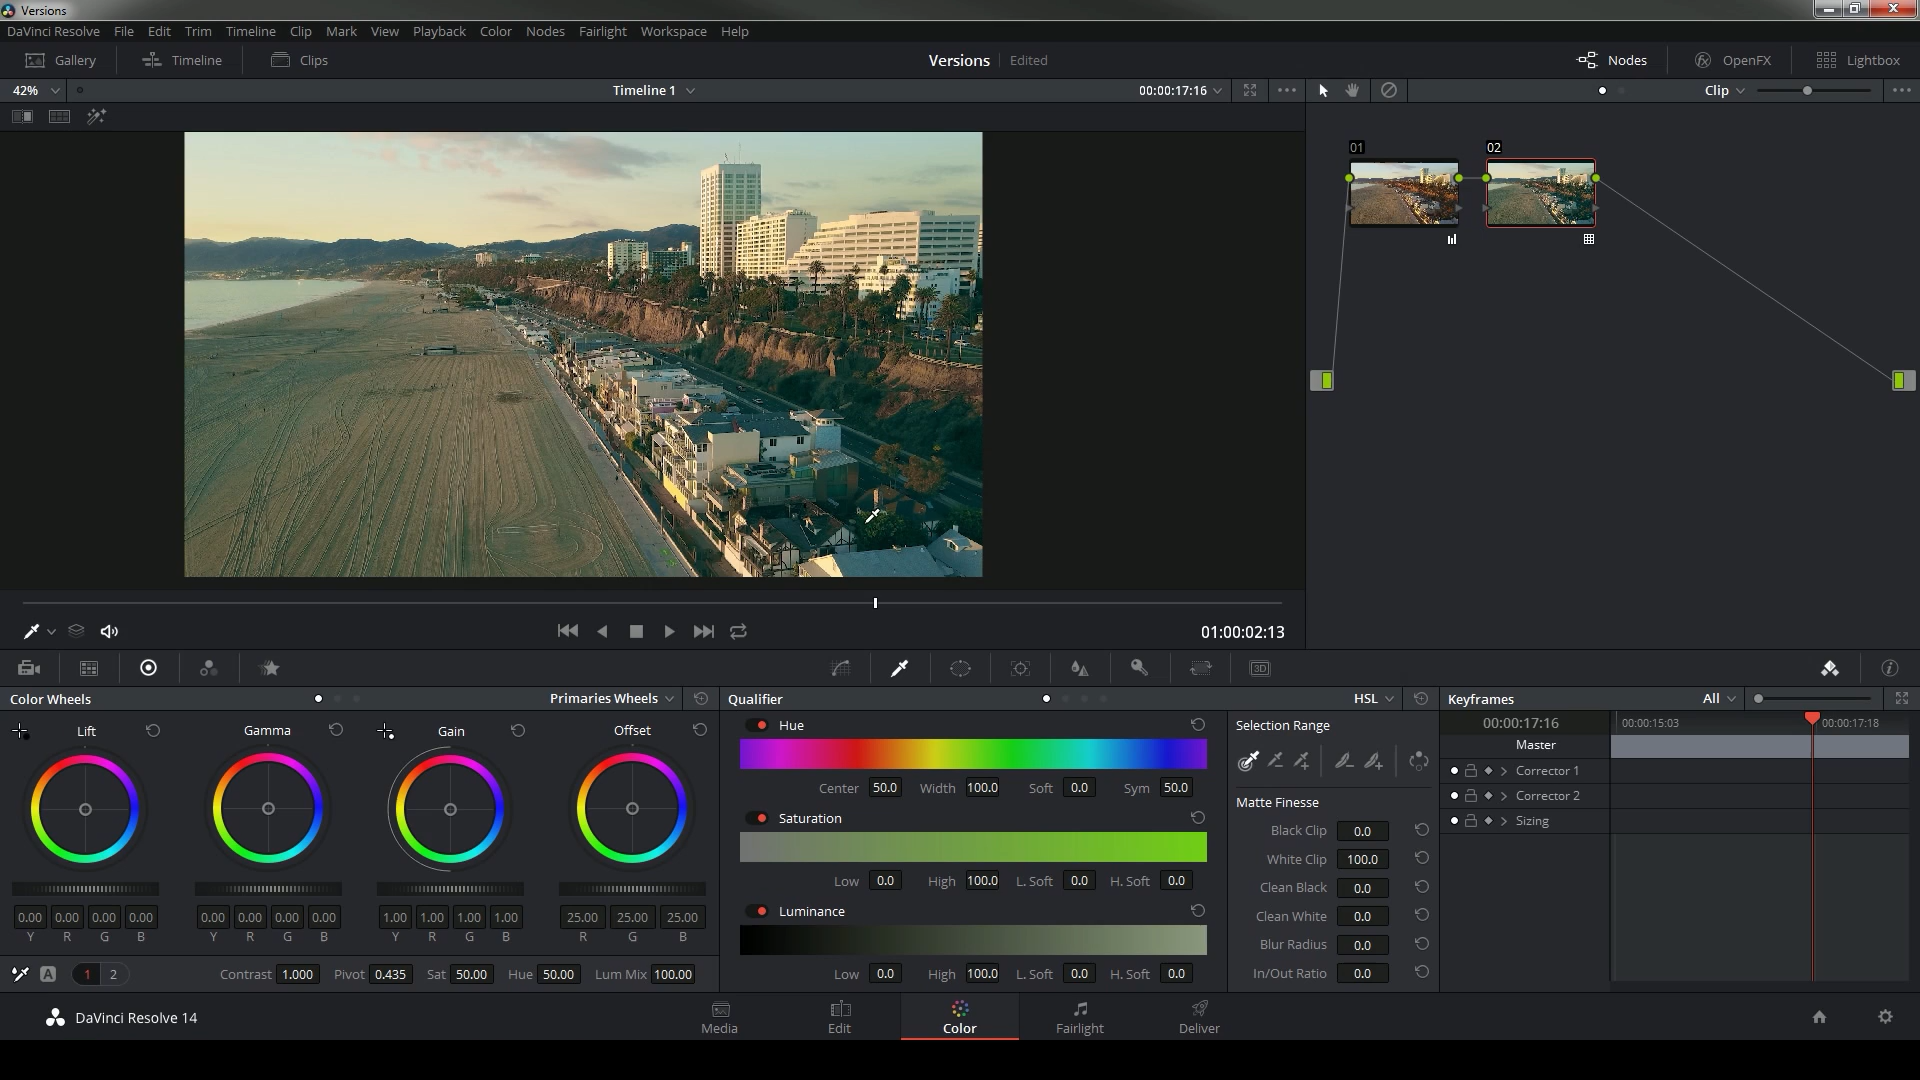 Versions
DaVinci Resolve File Edit Trim Timeline Clip Mark View Playback Color Nodes Fairlight Workspace Help
Gallery Timeline Clips Versions Edited Nodes OpenFX Lightbox
42% Timeline 1 00:00:17:16 Clip
01 02
01:00:02:13
3D
Color Wheels Primaries Wheels Qualifier HSL Keyframes All
Lift Gamma Gain Offset
Hue
Center 50.0 Width 100.0 Soft 0.0 Sym 50.0
Saturation
Low 0.0 High 100.0 L. Soft 0.0 H. Soft 0.0
Luminance
Low 0.0 High 100.0 L. Soft 0.0 H. Soft 0.0
Selection Range
Matte Finesse
Black Clip 0.0
White Clip 100.0
Clean Black 0.0
Clean White 0.0
Blur Radius 0.0
In/Out Ratio 0.0
00:00:17:16 00:00:15:03 00:00:17:18
Master
Corrector 1
Corrector 2
Sizing
0.00 0.00 0.00 0.00 0.00 0.00 0.00 0.00 1.00 1.00 1.00 1.00 25.00 25.00 25.00
Y R G B Y R G B Y R G B R G B
A 1 2 Contrast 1.000 Pivot 0.435 Sat 50.00 Hue 50.00 Lum Mix 100.00
DaVinci Resolve 14 Media Edit Color Fairlight Deliver